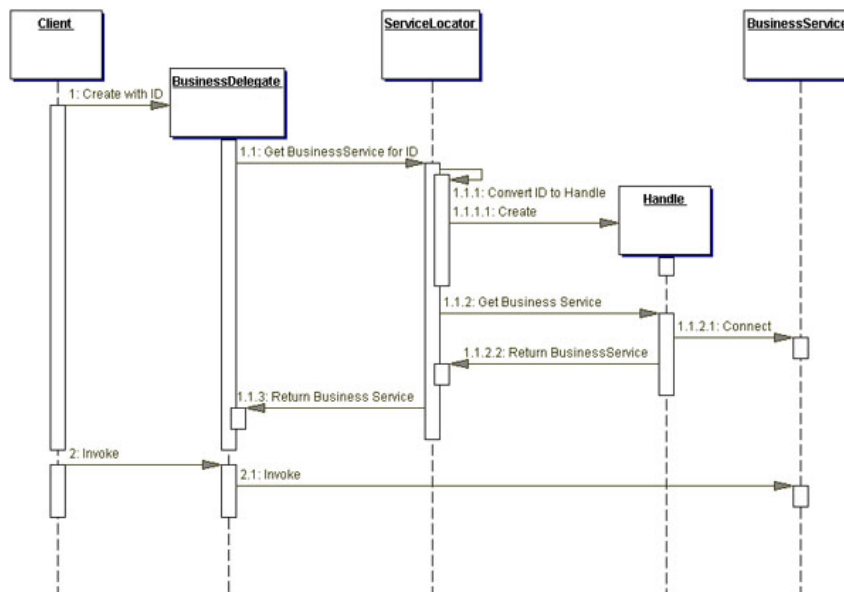 Client
ServiceLocator
BusinessService
BusinessDelegate
1: Create with ID
1.1: Get BusinessService for ID
1.1.1: Convert ID to Handle
Handle
1.1.1.1: Create
1.1.2: Get Business Service
1.1.2.1: Connect
1.1.2.2: Return BusinessService
1.1.3: Return Business Service
2: Invoke
2.1: Invoke